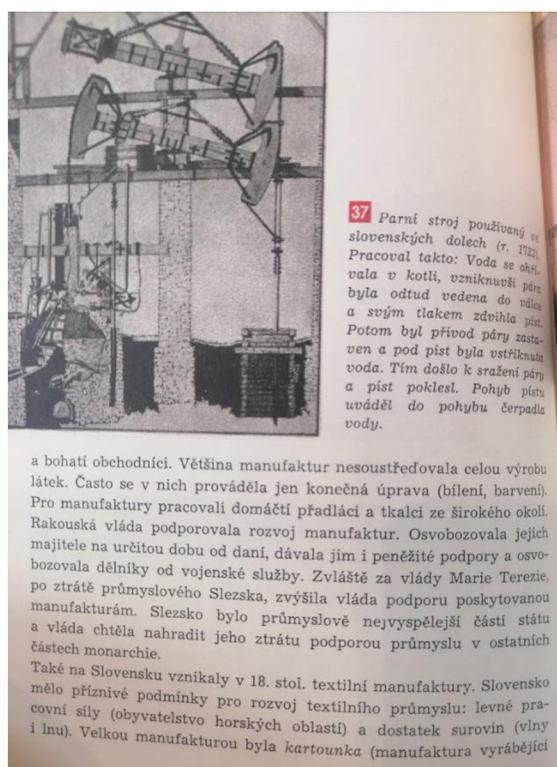 37 Parní stroj používaný ve
slovenských dolech (r. 1722).
Pracoval takto: Voda se ohří-
vala v kotli, vzniknuvší pára
byla odtud vedena do válce
a svým tlakem zdvihla píst.
Potom byl přívod páry zasta-
ven a pod píst byla vstříknuta
voda. Tím došlo k sražení páry
a píst poklesl. Pohyb pístu
uváděl do pohybu čerpadla
vody.
a bohatí obchodníci. Většina manufaktur nesoustřeďovala celou výrobu
látek. Často se v nich prováděla jen konečná úprava (bílení, barvení).
Pro manufaktury pracovali domáčtí přadláci a tkalci ze širokého okolí.
Rakouská vláda podporovala rozvoj manufaktur. Osvobozovala jejich
majitele na určitou dobu od daní, dávala jim i peněžité podpory a osvo-
bozovala dělníky od vojenské služby. Zvláště za vlády Marie Terezie,
po ztrátě průmyslového Slezska, zvýšila vláda podporu poskytovanou
manufakturám. Slezsko bylo průmyslově nejvyspělejší částí státu
a vláda chtěla nahradit jeho ztrátu podporou průmyslu v ostatních
částech monarchie.
Také na Slovensku vznikaly v 18. stol. textilní manufaktury. Slovensko
mělo příznivé podmínky pro rozvoj textilního průmyslu: levné pra-
covní síly (obyvatelstvo horských oblastí) a dostatek surovin (vlny
i lnu). Velkou manufakturou byla kartounka (manufaktura vyrábějící